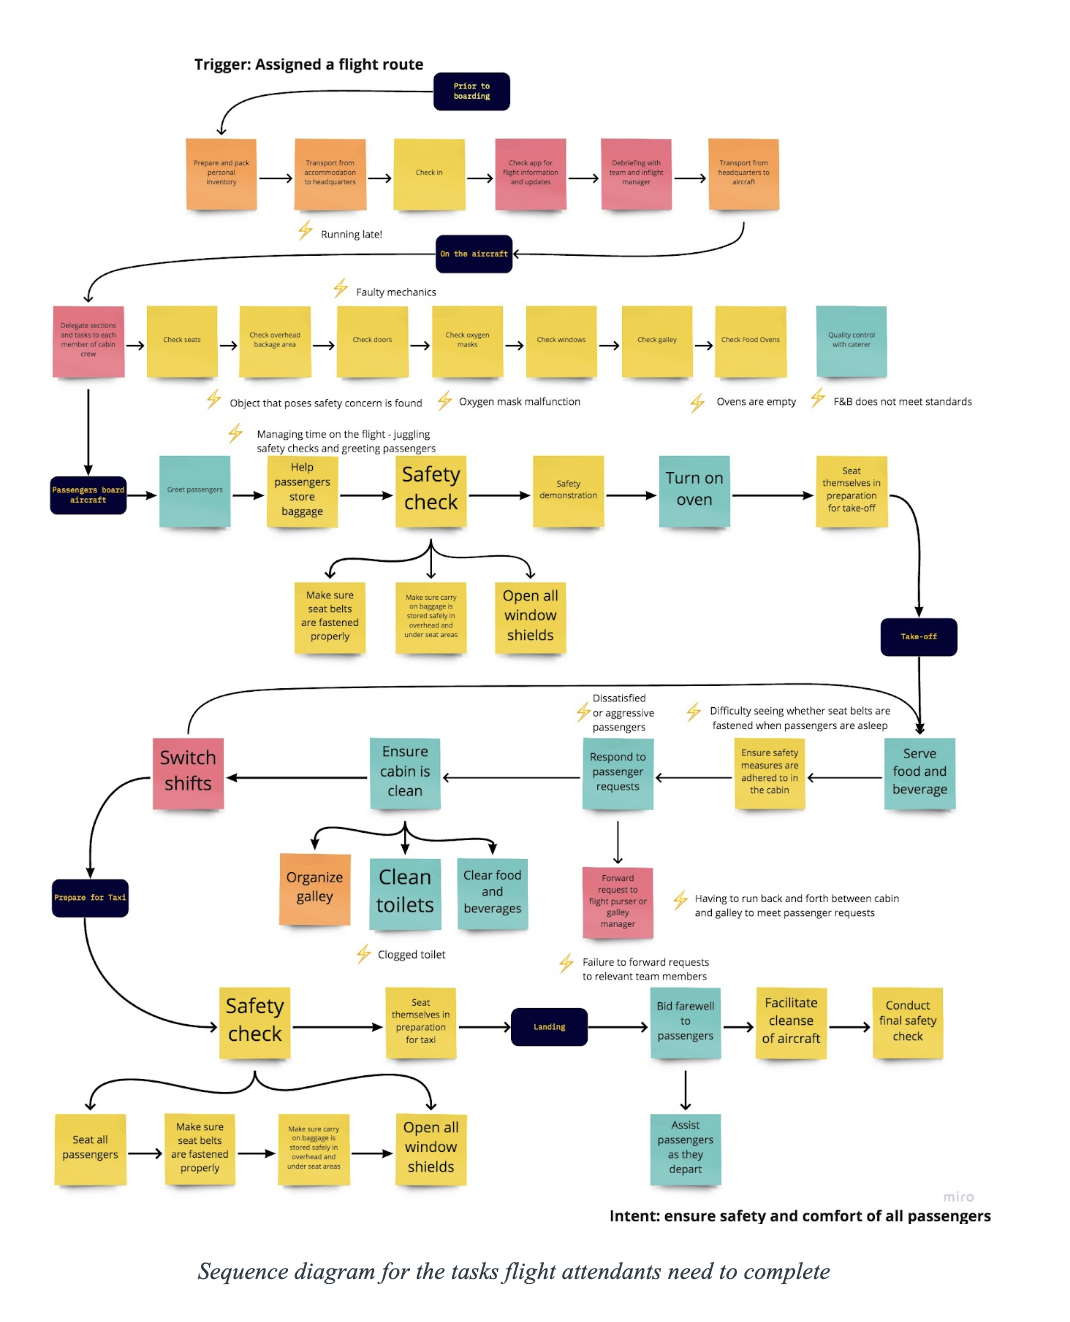 Trigger: Assigned a flight route
Prior to
boarding
Prepare and pack
personal
inventory
Transport from
accommodation
to headquarters
Check in
Check app for
flight information
and updates
Debriefing with
team and inflight
manager
Transport from
headquarters to
aircraft
Running late!
On the aircraft
Faulty mechanics
Delegate sections
and tasks to each
member of cabin
crew
Check seats
Check overhead
backage area
Check doors
Check oxygen
masks
Check windows
Check galley
Check Food Ovens
Quality control
with caterer
Object that poses safety concern is found
Oxygen mask malfunction
Ovens are empty
F&B does not meet standards
Managing time on the flight - juggling
safety checks and greeting passengers
Passengers board
aircraft
Greet passengers
Help
passengers
store
baggage
Safety
check
Safety
demonstration
Turn on
oven
Seat
themselves in
preparation
for take-off
Make sure
seat belts
are fastened
properly
Make sure carry
on baggage is
stored safely in
overhead and
under seat areas
Open all
window
shields
Take-off
Dissatisfied
or aggressive
passengers
Difficulty seeing whether seat belts are
fastened when passengers are asleep
Switch
shifts
Ensure
cabin is
clean
Respond to
passenger
requests
Ensure safety
measures are
adhered to in
the cabin
Serve
food and
beverage
Organize
galley
Clean
toilets
Clear food
and
beverages
Forward
request to
flight purser or
galley
manager
Prepare for Taxi
Having to run back and forth between cabin
and galley to meet passenger requests
Clogged toilet
Failure to forward requests
to relevant team members
Safety
check
Seat
themselves in
preparation
for taxi
Landing
Bid farewell
to
passengers
Facilitate
cleanse
of aircraft
Conduct
final safety
check
Seat all
passengers
Make sure
seat belts
are fastened
properly
Make sure carry
on baggage is
stored safely in
overhead and
under seat areas
Open all
window
shields
Assist
passengers
as they
depart
miro
Intent: ensure safety and comfort of all passengers
Sequence diagram for the tasks flight attendants need to complete